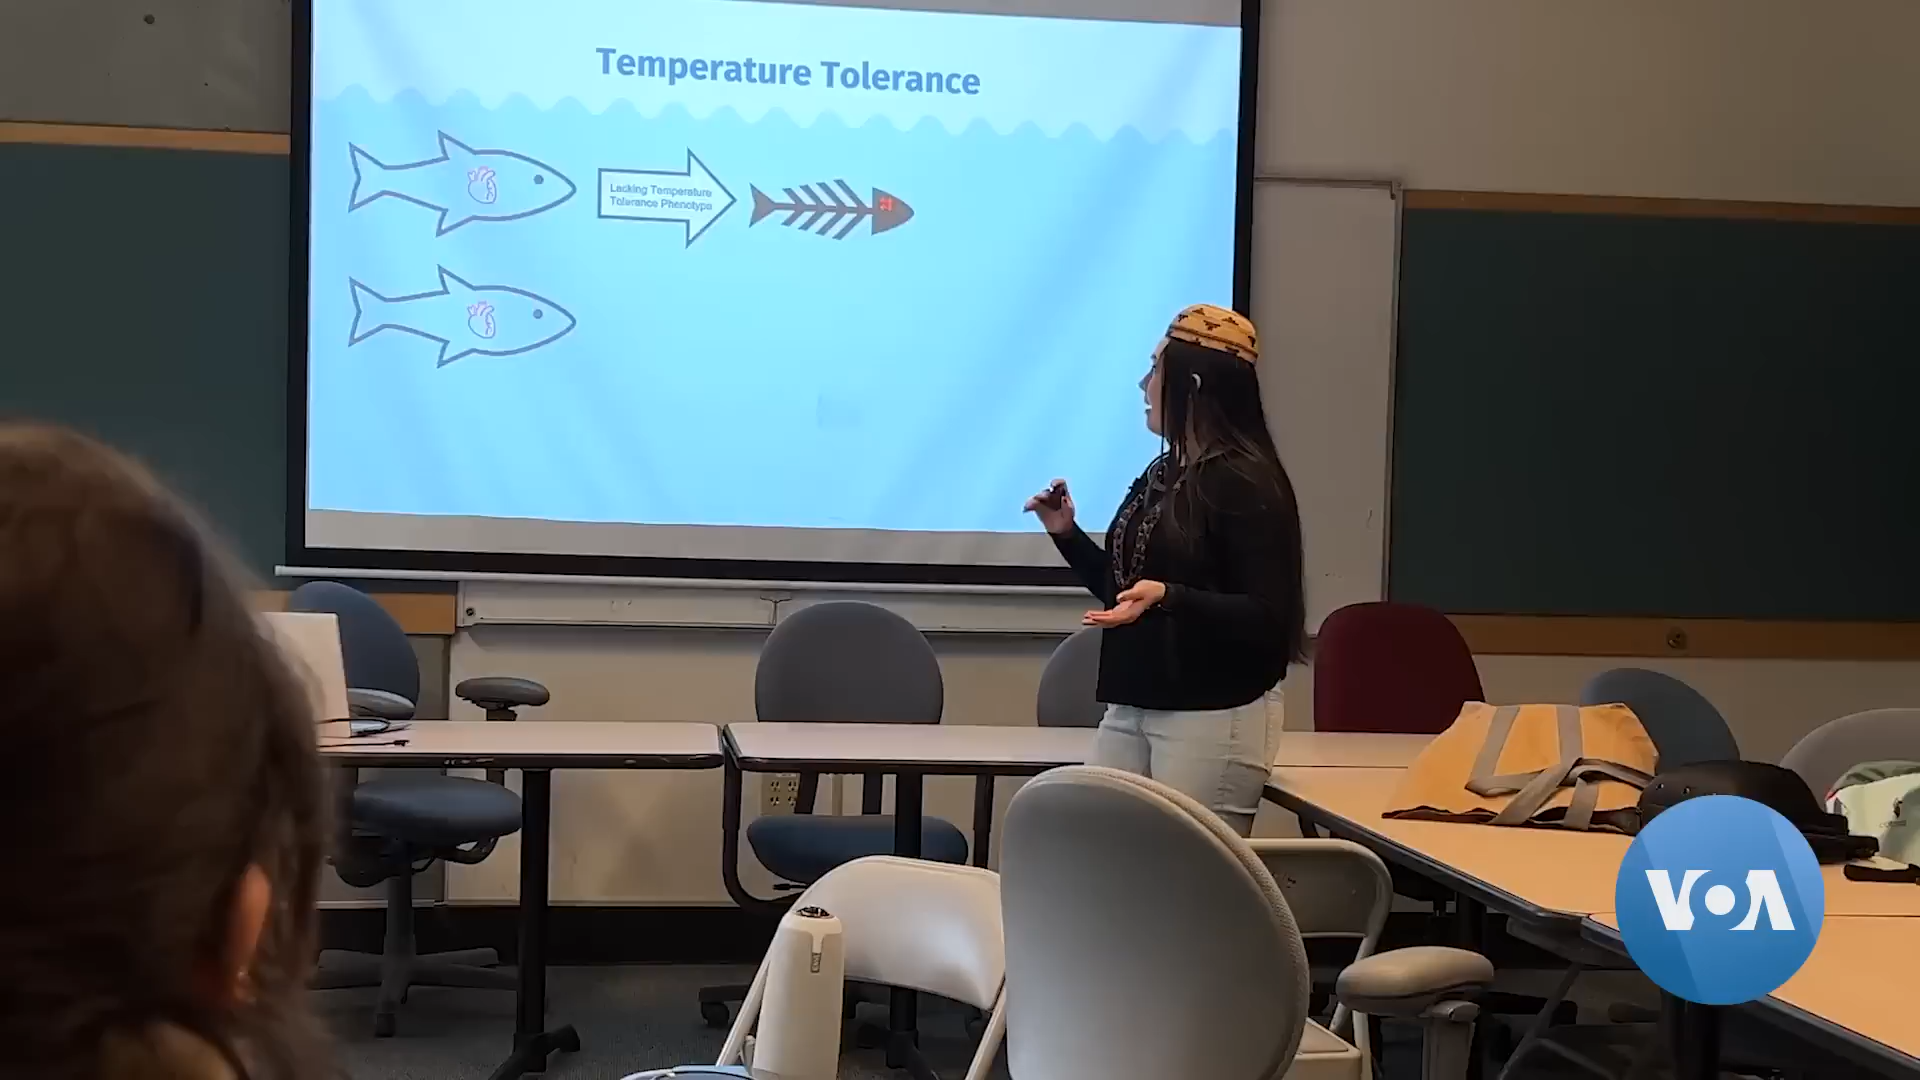 Temperature Tolerance
Lacking Temperature
Tolerance Phenotype
VOA